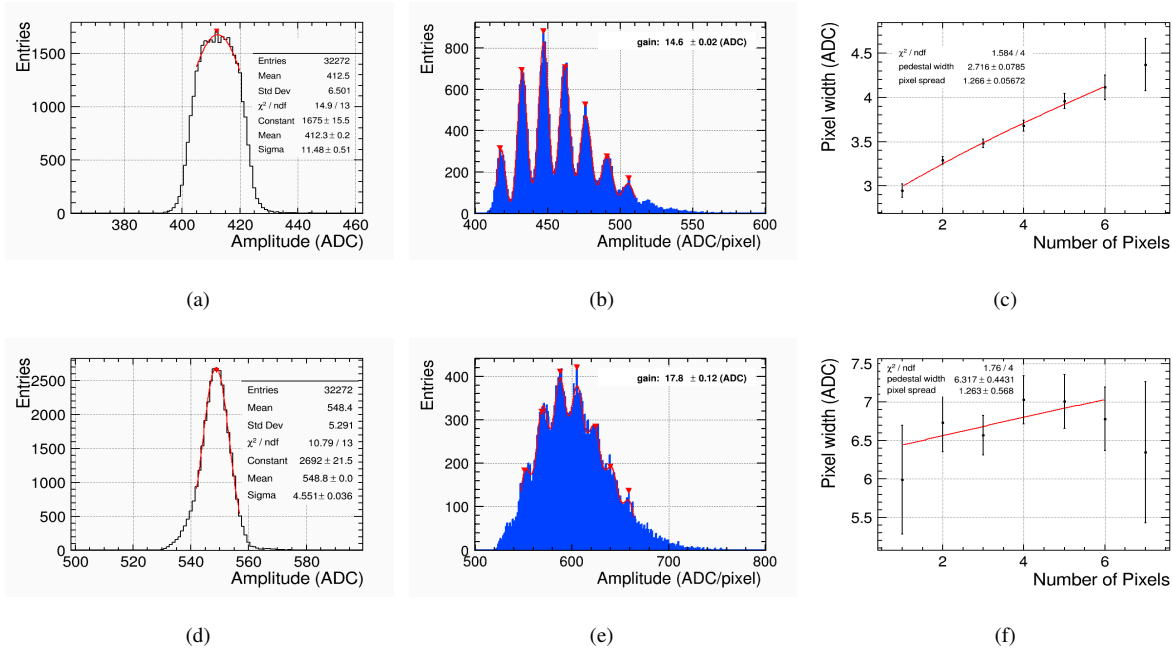 Entries
1500
1000
500
0
380
400
420
440
460
Amplitude (ADC)
Entries 32272
Mean 412.5
Std Dev 6.501
χ² / ndf 14.9 / 13
Constant 1675 ± 15.5
Mean 412.3 ± 0.2
Sigma 11.48 ± 0.51
(a)
Entries
800
600
400
200
0
400
450
500
550
600
Amplitude (ADC/pixel)
gain: 14.6 ± 0.02 (ADC)
(b)
Pixel width (ADC)
4.5
4
3.5
3
2
4
6
Number of Pixels
χ² / ndf 1.584 / 4
pedestal width 2.716 ± 0.0785
pixel spread 1.266 ± 0.05672
(c)
Entries
2500
2000
1500
1000
500
0
500
520
540
560
580
Amplitude (ADC)
Entries 32272
Mean 548.4
Std Dev 5.291
χ² / ndf 10.79 / 13
Constant 2692 ± 21.5
Mean 548.8 ± 0.0
Sigma 4.551 ± 0.036
(d)
Entries
400
300
200
100
0
500
600
700
800
Amplitude (ADC/pixel)
gain: 17.8 ± 0.12 (ADC)
(e)
Pixel width (ADC)
7.5
7
6.5
6
5.5
2
4
6
Number of Pixels
χ² / ndf 1.76 / 4
pedestal width 6.317 ± 0.4431
pixel spread 1.263 ± 0.568
(f)